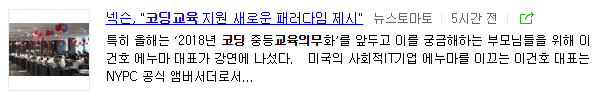 넥슨, "코딩교육 지원 새로운 패러다임 제시" 뉴스토마토 5시간 전
특히 올해는 '2018년 코딩 중등교육의무화'를 앞두고 이를 궁금해하는 부모님들을 위해 이
건호 에누마 대표가 강연에 나섰다. 미국의 사회적IT기업 에누마를 이끄는 이건호 대표는
NYPC 공식 앰버서더로서...